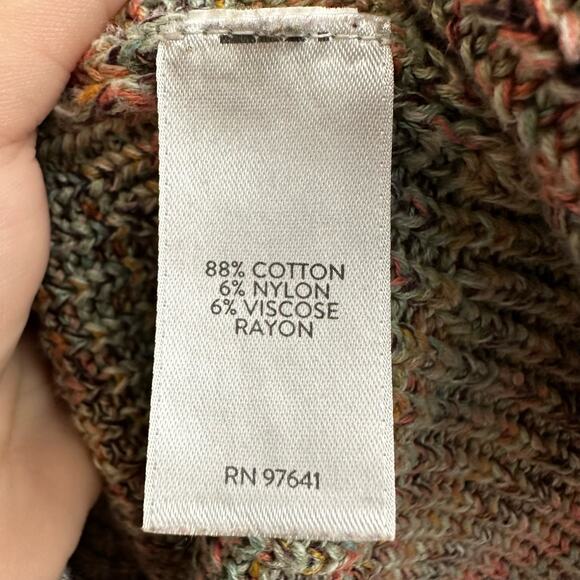 88% COTTON
6% NYLON
6% VISCOSE
RAYON
RN 97641